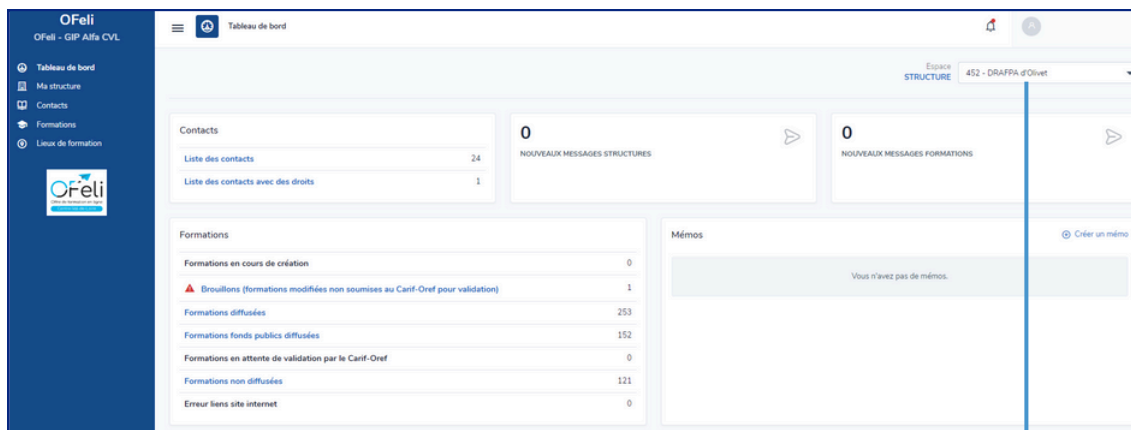 OFeli
OFeli - GIP Alfa CVL
Tableau de bord
Ma structure
Contacts
Formations
Lieux de formation
OFeli
Tableau de bord
Espace
STRUCTURE
452 - DRAFPA d'Olivet
Contacts
Liste des contacts 24
Liste des contacts avec des droits 1
0
NOUVEAUX MESSAGES STRUCTURES
0
NOUVEAUX MESSAGES FORMATIONS
Formations
Formations en cours de création 0
Brouillons (formations modifiées non soumises au Carif-Oref pour validation) 1
Formations diffusées 253
Formations fonds publics diffusées 152
Formations en attente de validation par le Carif-Oref 0
Formations non diffusées 121
Erreur liens site internet 0
Mémos
Créer un mémo
Vous n'avez pas de mémos.